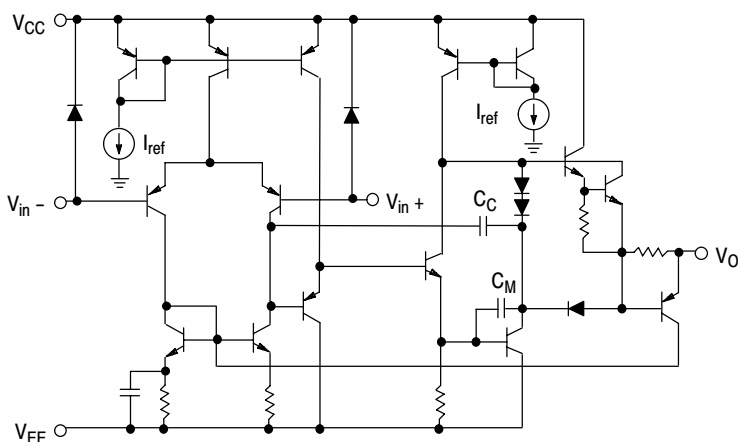 VCC
Iref
Iref
Vin –
Vin +
CC
VO
CM
VEE